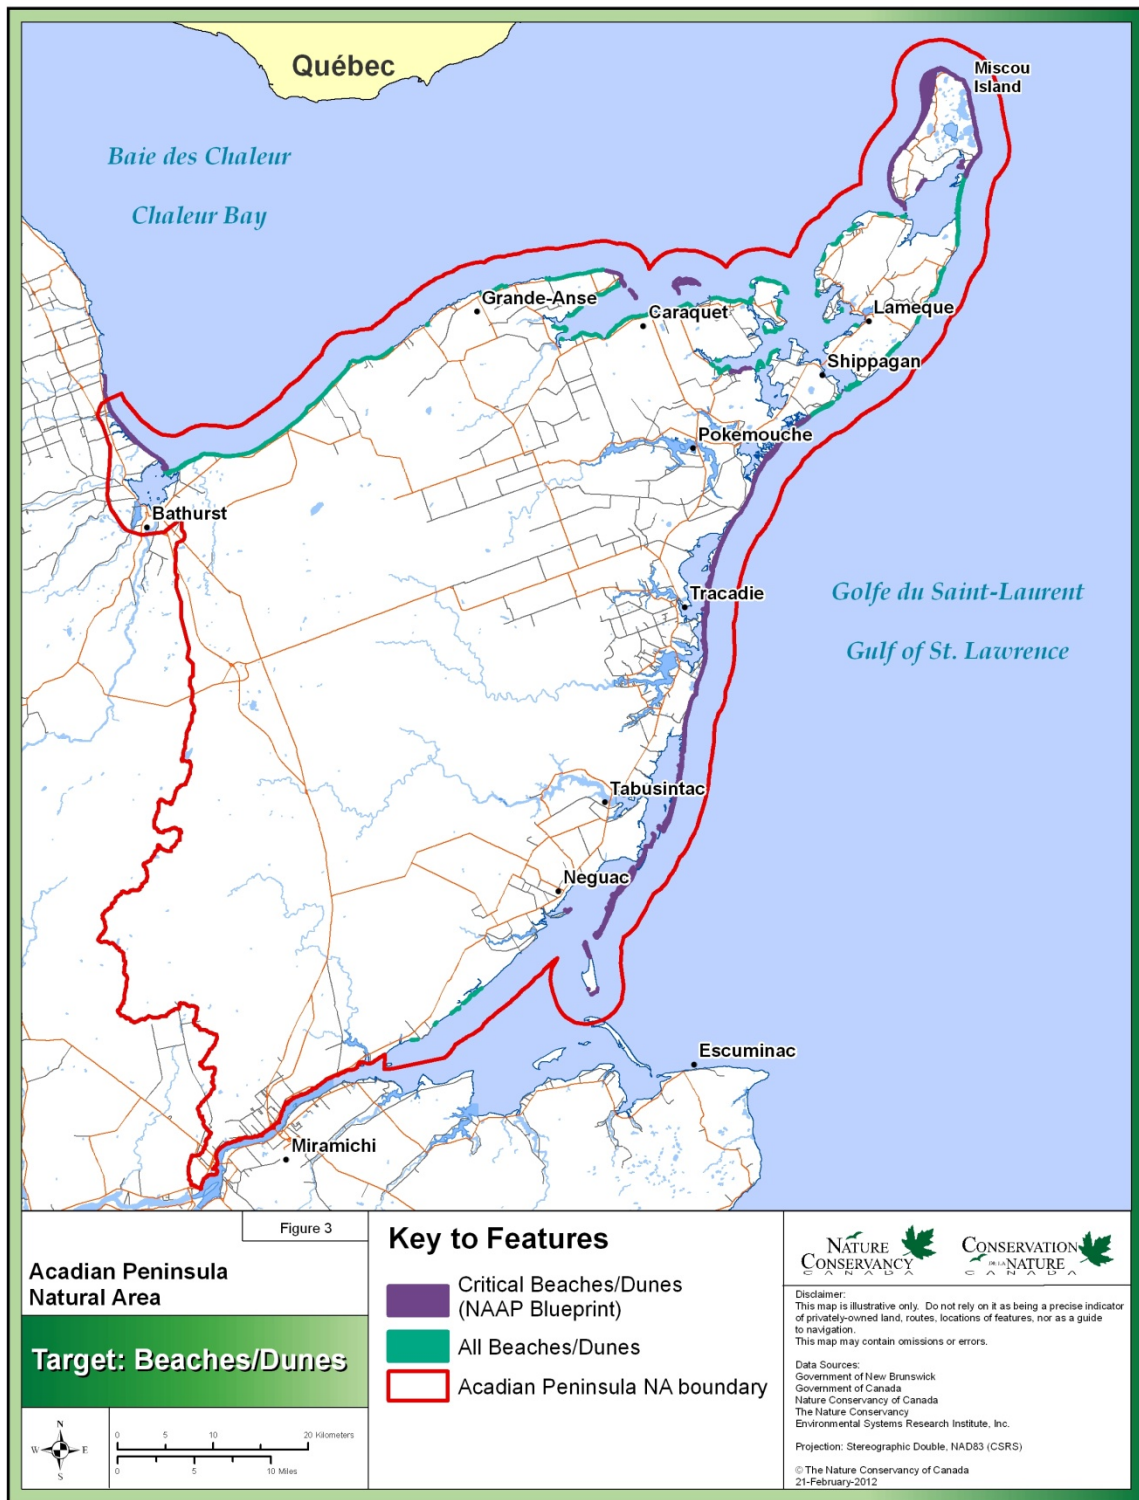 Québec
Miscou
Island
Baie des Chaleur
Chaleur Bay
Grande-Anse
Caraquet
Lameque
Shippagan
Pokemouche
Bathurst
Tracadie
Golfe du Saint-Laurent
Gulf of St. Lawrence
Tabusintac
Neguac
Escuminac
Miramichi
Figure 3
Acadian Peninsula
Natural Area
Target: Beaches/Dunes
N
W E
S
0 5 10 20 Kilometers
0 5 10 Miles
Key to Features
Critical Beaches/Dunes
(NAAP Blueprint)
All Beaches/Dunes
Acadian Peninsula NA boundary
NATURE
CONSERVANCY
CANADA
CONSERVATION
DE LA NATURE
CANADA
Disclaimer:
This map is illustrative only. Do not rely on it as being a precise indicator
of privately-owned land, routes, locations of features, nor as a guide
to navigation.
This map may contain omissions or errors.
Data Sources:
Government of New Brunswick
Government of Canada
Nature Conservancy of Canada
The Nature Conservancy
Environmental Systems Research Institute, Inc.
Projection: Stereographic Double, NAD83 (CSRS)
© The Nature Conservancy of Canada
21-February-2012